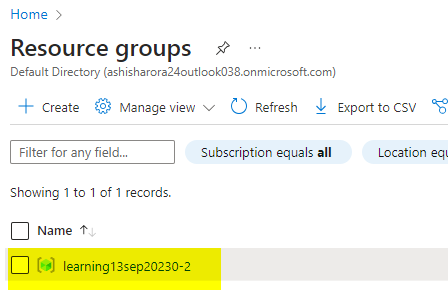 Home
Resource groups
Default Directory (ashisharora24outlook038.onmicrosoft.com)
Create Manage view Refresh Export to CSV
Filter for any field... Subscription equals all Location equ
Showing 1 to 1 of 1 records.
Name
learning13sep20230-2